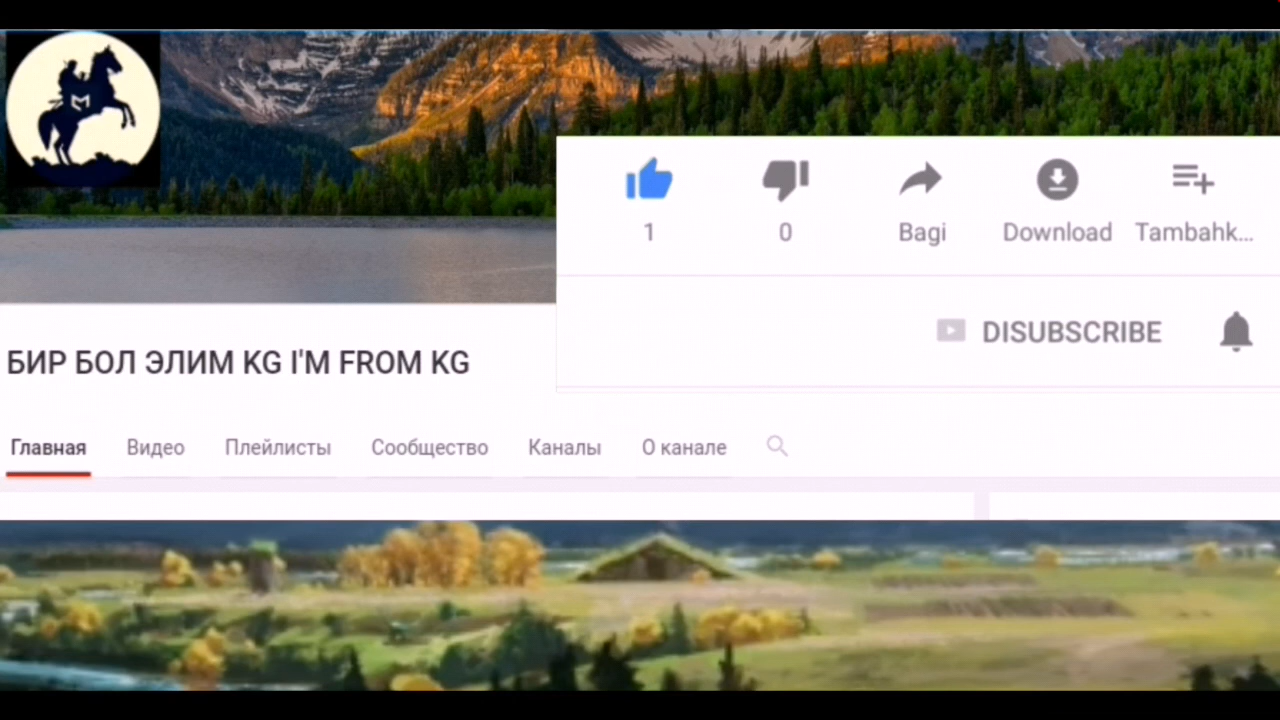 1 0 Bagi Download Tambahk...
DISUBSCRIBE
БИР БОЛ ЭЛИМ KG I'M FROM KG
Главная Видео Плейлисты Сообщество Каналы О канале